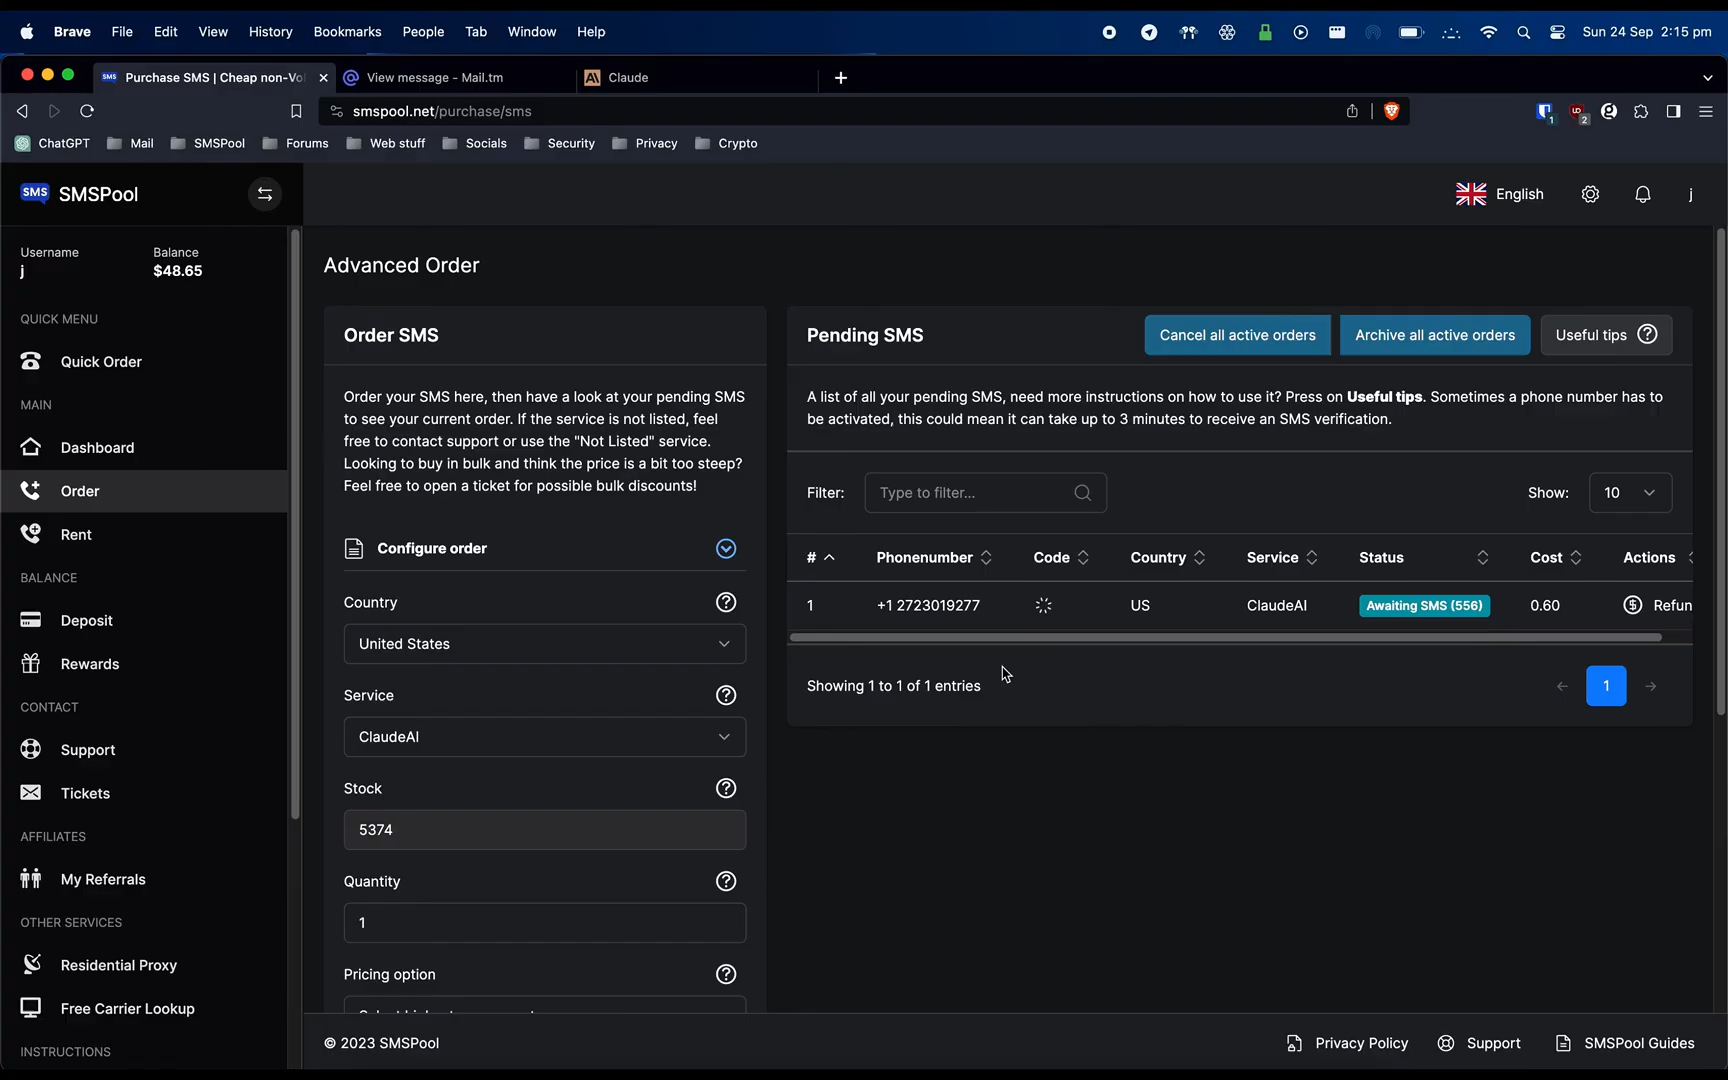 Brave File Edit View History Bookmarks People Tab Window Help Sun 24 Sep 2:15 pm
SMS Purchase SMS | Cheap non-Vo View message - Mail.tm Claude
smspool.net/purchase/sms
ChatGPT Mail SMSPool Forums Web stuff Socials Security Privacy Crypto
SMS SMSPool
English
j
Username Balance
j $48.65
QUICK MENU
Quick Order
MAIN
Dashboard
Order
Rent
BALANCE
Deposit
Rewards
CONTACT
Support
Tickets
AFFILIATES
My Referrals
OTHER SERVICES
Residential Proxy
Free Carrier Lookup
INSTRUCTIONS
Advanced Order
Order SMS
Order your SMS here, then have a look at your pending SMS
to see your current order. If the service is not listed, feel
free to contact support or use the "Not Listed" service.
Looking to buy in bulk and think the price is a bit too steep?
Feel free to open a ticket for possible bulk discounts!
Configure order
Country
United States
Service
ClaudeAI
Stock
5374
Quantity
1
Pricing option
Pending SMS
Cancel all active orders
Archive all active orders
Useful tips
A list of all your pending SMS, need more instructions on how to use it? Press on Useful tips. Sometimes a phone number has to
be activated, this could mean it can take up to 3 minutes to receive an SMS verification.
Filter: Type to filter... Show: 10
# Phonenumber Code Country Service Status Cost Actions
1 +1 2723019277 US ClaudeAI Awaiting SMS (556) 0.60 Refun
Showing 1 to 1 of 1 entries
1
© 2023 SMSPool
Privacy Policy Support SMSPool Guides